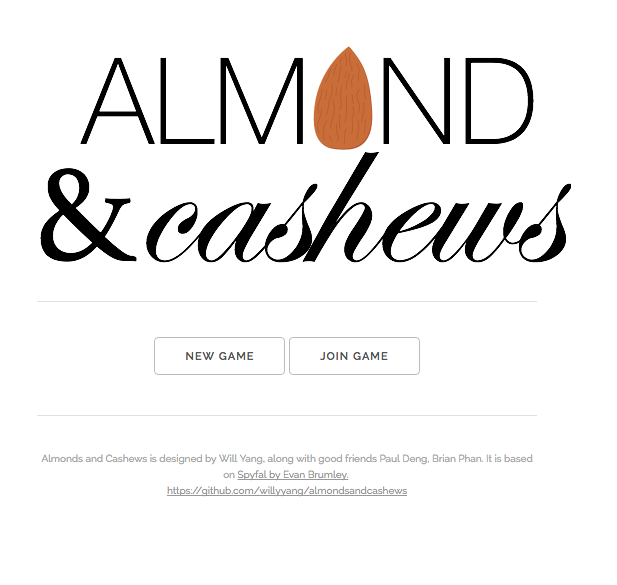 ALMOND
& cashews
NEW GAME
JOIN GAME
Almonds and Cashews is designed by Will Yang, along with good friends Paul Deng, Brian Phan. It is based
on Spyfal by Evan Brumley.
https://github.com/willyyang/almondsandcashews